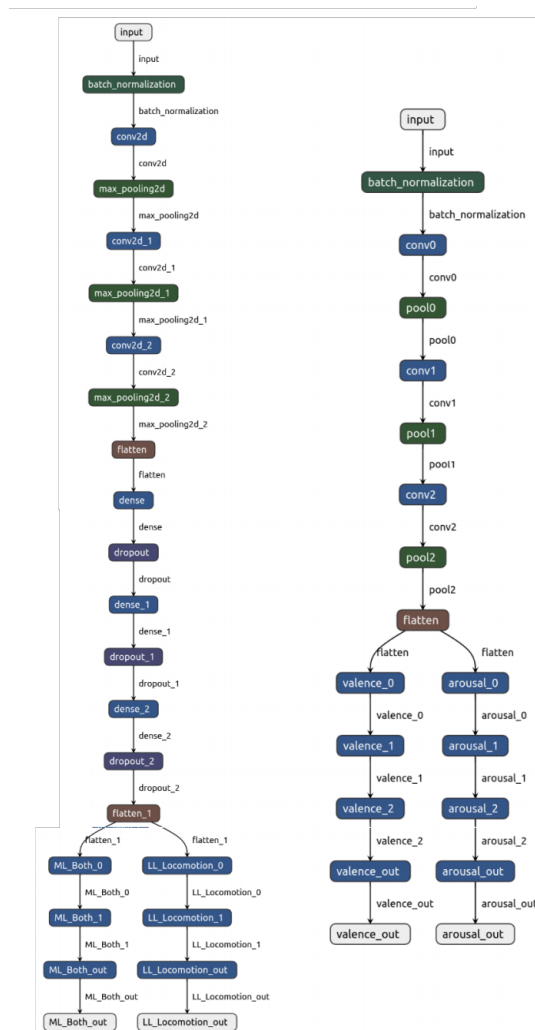 input
input
batch_normalization
batch_normalization
conv2d
conv2d
max_pooling2d
max_pooling2d
conv2d_1
conv2d_1
max_pooling2d_1
max_pooling2d_1
conv2d_2
conv2d_2
max_pooling2d_2
max_pooling2d_2
flatten
flatten
dense
dense
dropout
dropout
dense_1
dense_1
dropout_1
dropout_1
dense_2
dense_2
dropout_2
dropout_2
flatten_1
flatten_1 flatten_1
ML_Both_0 LL_Locomotion_0
ML_Both_0 LL_Locomotion_0
ML_Both_1 LL_Locomotion_1
ML_Both_1 LL_Locomotion_1
ML_Both_out LL_Locomotion_out
ML_Both_out LL_Locomotion_out
ML_Both_out LL_Locomotion_out
input
input
batch_normalization
batch_normalization
conv0
conv0
pool0
pool0
conv1
conv1
pool1
pool1
conv2
conv2
pool2
pool2
flatten
flatten flatten
valence_0 arousal_0
valence_0 arousal_0
valence_1 arousal_1
valence_1 arousal_1
valence_2 arousal_2
valence_2 arousal_2
valence_out arousal_out
valence_out arousal_out
valence_out arousal_out